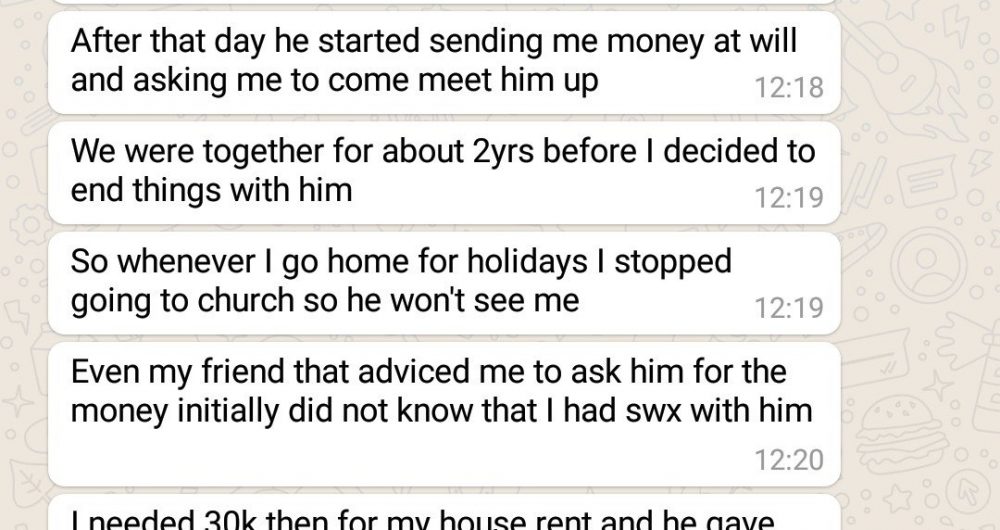 After that day he started sending me money at will
and asking me to come meet him up
12:18
We were together for about 2yrs before I decided to
end things with him
12:19
So whenever I go home for holidays I stopped
going to church so he won't see me
12:19
Even my friend that adviced me to ask him for the
money initially did not know that I had swx with him
12:20
I needed 30k then for my house rent and he gave